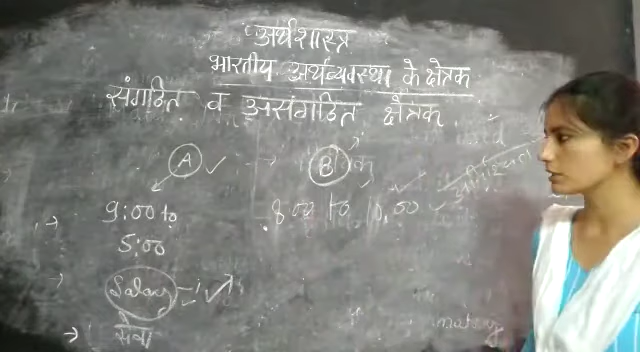 अर्थशास्त्र
भारतीय अर्थव्यवस्था के क्षेत्रक
संगठित व असंगठित क्षेत्रक
A B
9:00 to 8:00 to 10:00
5:00
Salary
सेवा